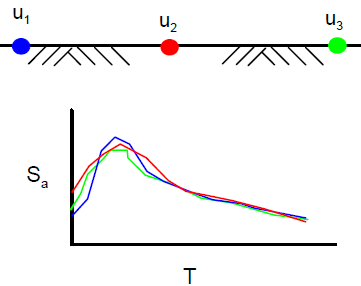 u₁ u₂ u₃
Sₐ
T